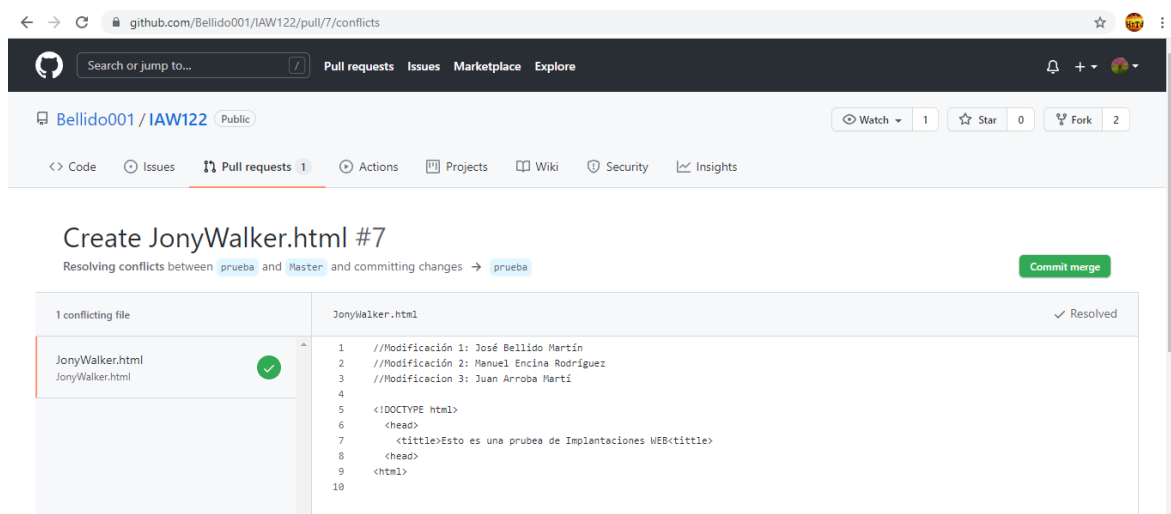 github.com/Bellido001/IAW122/pull/7/conflicts
Search or jump to... / Pull requests Issues Marketplace Explore
Bellido001 / IAW122 Public Watch 1 Star 0 Fork 2
<> Code Issues Pull requests 1 Actions Projects Wiki Security Insights
Create JonyWalker.html #7
Resolving conflicts between prueba and Master and committing changes → prueba Commit merge
1 conflicting file
JonyWalker.html Resolved
JonyWalker.html
JonyWalker.html
1 //Modificación 1: José Bellido Martín
2 //Modificación 2: Manuel Encina Rodríguez
3 //Modificacion 3: Juan Arroba Martí
4
5 <!DOCTYPE html>
6 <head>
7 <tittle>Esto es una prubea de Implantaciones WEB<tittle>
8 <head>
9 <html>
10